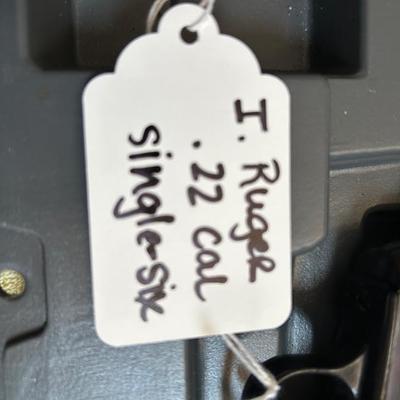 I. Ruger
.22 Cal
single-six